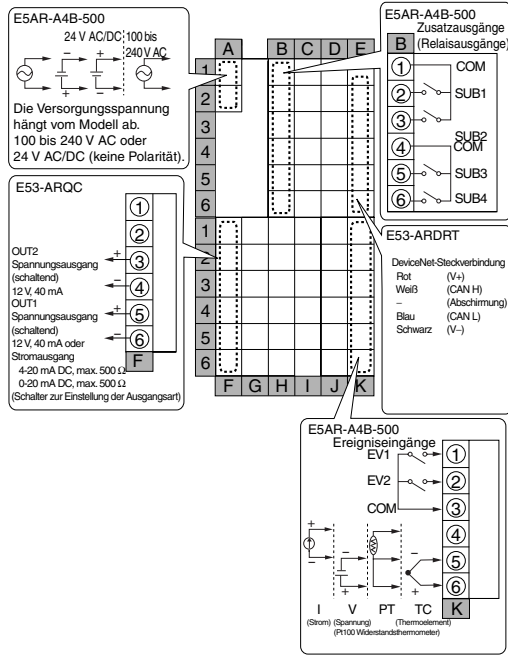 E5AR-A4B-500
24 V AC/DC 100 bis
240 V AC
Die Versorgungsspannung
hängt vom Modell ab.
100 bis 240 V AC oder
24 V AC/DC (keine Polarität).
A B C D E
1
2
3
4
5
6
1
2
3
4
5
6
F G H I J K
E5AR-A4B-500
Zusatzausgänge
(Relaisausgänge)
B
1 COM
2 SUB1
3
SUB2
4 COM
5 SUB3
6 SUB4
E53-ARQC
1
2
OUT2 + 3
Spannungsausgang
(schaltend) – 4
12 V, 40 mA
OUT1 + 5
Spannungsausgang
(schaltend) – 6
12 V, 40 mA oder
Stromausgang F
4-20 mA DC, max. 500 Ω
0-20 mA DC, max. 500 Ω
(Schalter zur Einstellung der Ausgangsart)
E53-ARDRT
DeviceNet-Steckverbindung
Rot (V+)
Weiß (CAN H)
– (Abschirmung)
Blau (CAN L)
Schwarz (V–)
E5AR-A4B-500
Ereigniseingänge
EV1 1
EV2 2
COM 3
4
5
6
K
+ – – + – +
I V PT TC
(Strom) (Spannung) (Thermoelement)
(Pt100 Widerstandsthermometer)